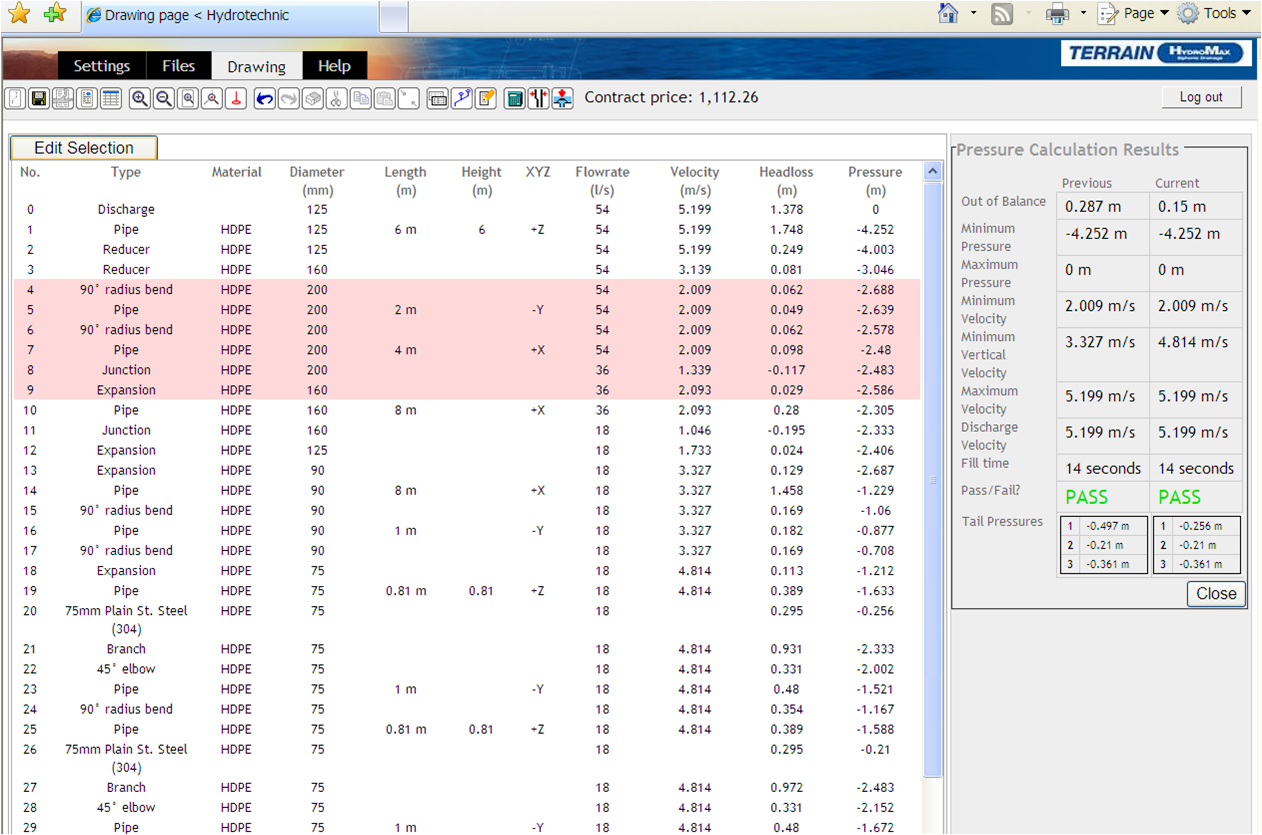 Drawing page < Hydrotechnic
Page
Tools
Settings
Files
Drawing
Help
TERRAIN HYDROMAX
Siphonic Drainage
Contract price: 1,112.26
Log out
Edit Selection
No. Type Material Diameter Length Height XYZ Flowrate Velocity Headloss Pressure
(mm) (m) (m) (l/s) (m/s) (m) (m)
0 Discharge 125 54 5.199 1.378 0
1 Pipe HDPE 125 6 m 6 +Z 54 5.199 1.748 -4.252
2 Reducer HDPE 125 54 5.199 0.249 -4.003
3 Reducer HDPE 160 54 3.139 0.081 -3.046
4 90° radius bend HDPE 200 54 2.009 0.062 -2.688
5 Pipe HDPE 200 2 m -Y 54 2.009 0.049 -2.639
6 90° radius bend HDPE 200 54 2.009 0.062 -2.578
7 Pipe HDPE 200 4 m +X 54 2.009 0.098 -2.48
8 Junction HDPE 200 36 1.339 -0.117 -2.483
9 Expansion HDPE 160 36 2.093 0.029 -2.586
10 Pipe HDPE 160 8 m +X 36 2.093 0.28 -2.305
11 Junction HDPE 160 18 1.046 -0.195 -2.333
12 Expansion HDPE 125 18 1.733 0.024 -2.406
13 Expansion HDPE 90 18 3.327 0.129 -2.687
14 Pipe HDPE 90 8 m +X 18 3.327 1.458 -1.229
15 90° radius bend HDPE 90 18 3.327 0.169 -1.06
16 Pipe HDPE 90 1 m -Y 18 3.327 0.182 -0.877
17 90° radius bend HDPE 90 18 3.327 0.169 -0.708
18 Expansion HDPE 75 18 4.814 0.113 -1.212
19 Pipe HDPE 75 0.81 m 0.81 +Z 18 4.814 0.389 -1.633
20 75mm Plain St. Steel HDPE 75 18 0.295 -0.256
(304)
21 Branch HDPE 75 18 4.814 0.931 -2.333
22 45° elbow HDPE 75 18 4.814 0.331 -2.002
23 Pipe HDPE 75 1 m -Y 18 4.814 0.48 -1.521
24 90° radius bend HDPE 75 18 4.814 0.354 -1.167
25 Pipe HDPE 75 0.81 m 0.81 +Z 18 4.814 0.389 -1.588
26 75mm Plain St. Steel HDPE 75 18 0.295 -0.21
(304)
27 Branch HDPE 75 18 4.814 0.972 -2.483
28 45° elbow HDPE 75 18 4.814 0.331 -2.152
29 Pipe HDPE 75 1 m -Y 18 4.814 0.48 -1.672
Pressure Calculation Results
Previous Current
Out of Balance 0.287 m 0.15 m
Minimum
Pressure -4.252 m -4.252 m
Maximum
Pressure 0 m 0 m
Minimum
Velocity 2.009 m/s 2.009 m/s
Minimum
Vertical
Velocity 3.327 m/s 4.814 m/s
Maximum
Velocity 5.199 m/s 5.199 m/s
Discharge
Velocity 5.199 m/s 5.199 m/s
Fill time 14 seconds 14 seconds
Pass/Fail? PASS PASS
Tail Pressures 1 -0.497 m 1 -0.256 m
2 -0.21 m 2 -0.21 m
3 -0.361 m 3 -0.361 m
Close